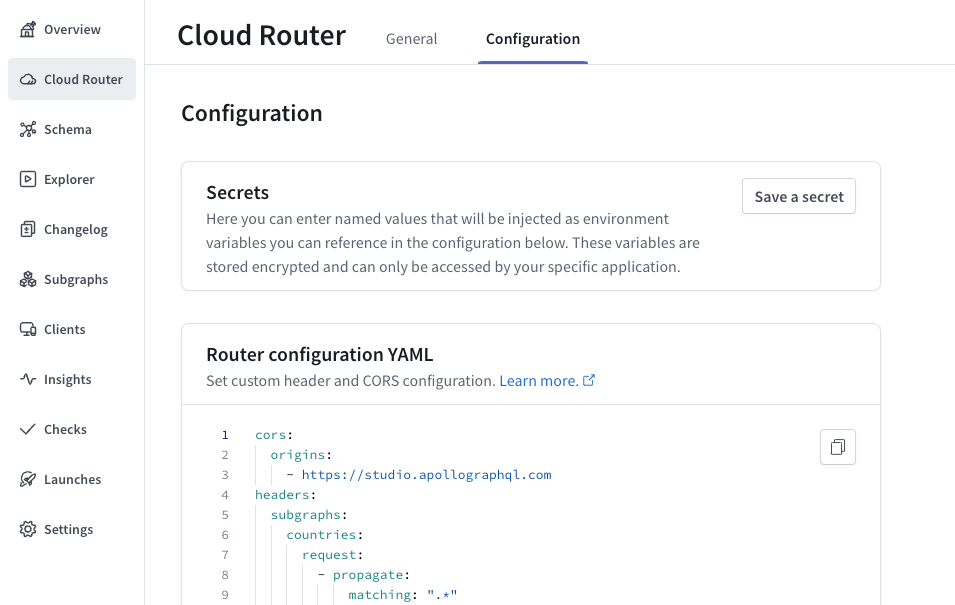 Overview
Cloud Router
Schema
Explorer
Changelog
Subgraphs
Clients
Insights
Checks
Launches
Settings
Cloud Router
General
Configuration
Configuration
Secrets
Save a secret
Here you can enter named values that will be injected as environment
variables you can reference in the configuration below. These variables are
stored encrypted and can only be accessed by your specific application.
Router configuration YAML
Set custom header and CORS configuration. Learn more.
1 cors:
2   origins:
3     - https://studio.apollographql.com
4 headers:
5   subgraphs:
6     countries:
7       request:
8         - propagate:
9             matching: ".*"